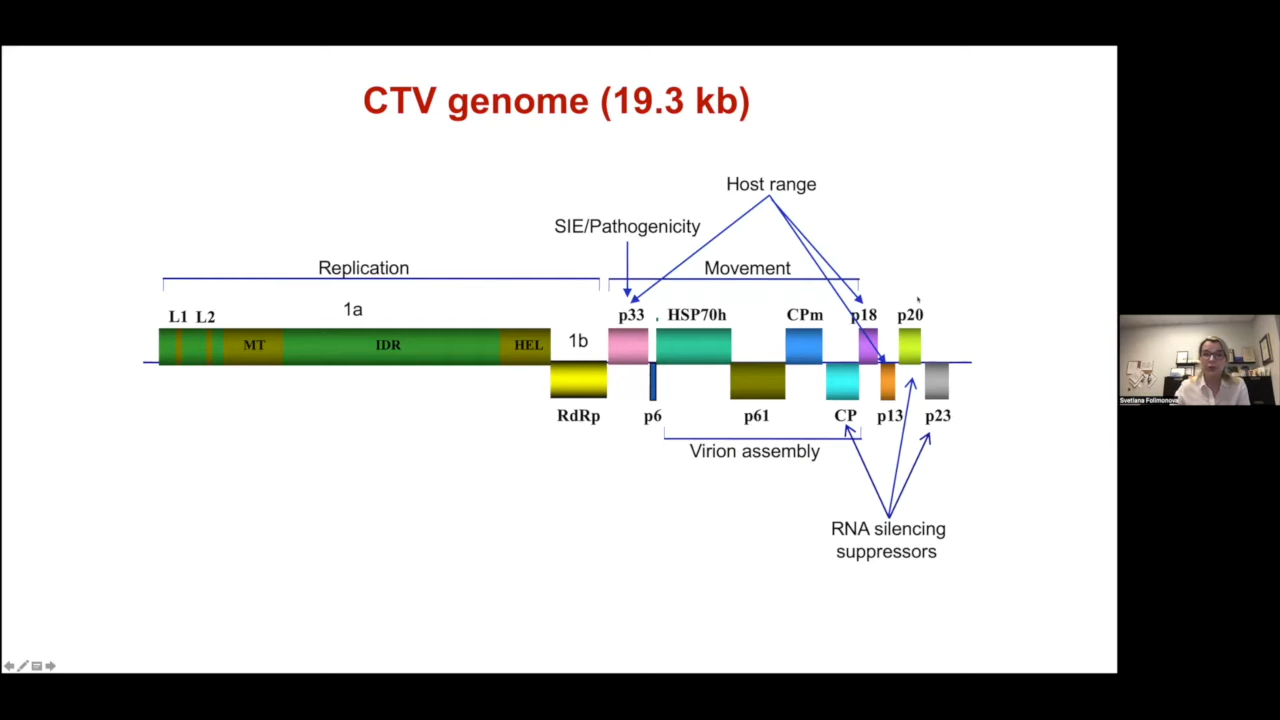 CTV genome (19.3 kb)
Host range
SIE/Pathogenicity
Replication
Movement
L1 L2
1a
p33
HSP70h
CPm
p18
p20
MT
IDR
HEL
1b
RdRp
p6
p61
CP
p13
p23
Virion assembly
RNA silencing
suppressors
Svetlana Folimonova